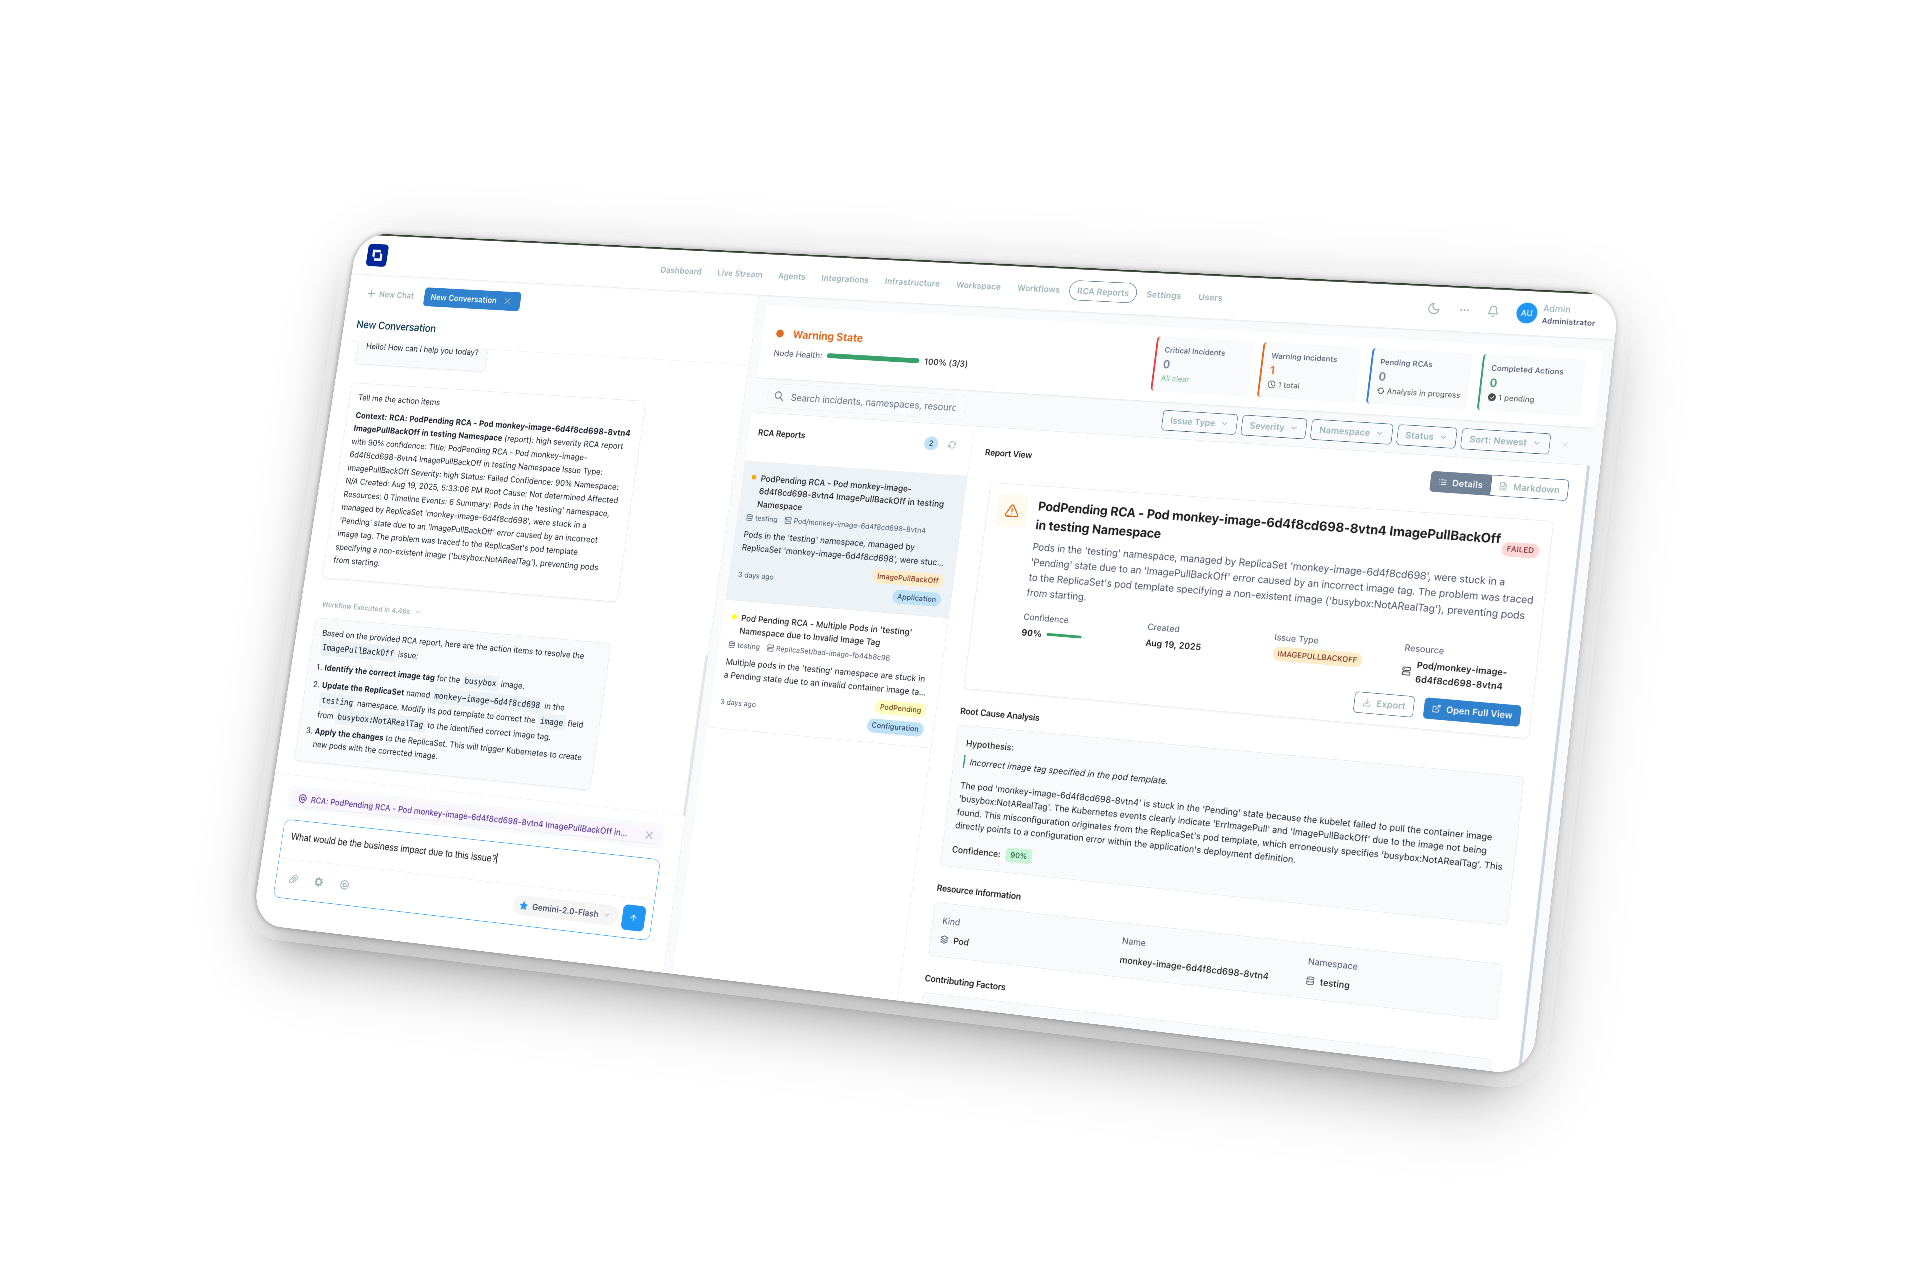 Dashboard
Live Stream
Agents
Integrations
Infrastructure
Workspace
Workflows
RCA Reports
Settings
Users
AU
Admin
Administrator
New Chat
New Conversation
New Conversation
Hello! How can I help you today?
Tell me the action items
Context: RCA: PodPending RCA - Pod monkey-image-6d4f8cd698-8vtn4
ImagePullBackOff in testing Namespace (report): high severity RCA report
with 90% confidence: Title: PodPending RCA - Pod monkey-image-
6d4f8cd698-8vtn4 ImagePullBackOff in testing Namespace Issue Type:
ImagePullBackOff Severity: high Status: Failed Confidence: 90% Namespace:
N/A Created: Aug 19, 2025, 5:33:06 PM Root Cause: Not determined Affected
Resources: 0 Timeline Events: 6 Summary: Pods in the 'testing' namespace,
managed by ReplicaSet 'monkey-image-6d4f8cd698', were stuck in a
'Pending' state due to an 'ImagePullBackOff' error caused by an incorrect
image tag. The problem was traced to the ReplicaSet's pod template
specifying a non-existent image ('busybox:NotARealTag'), preventing pods
from starting.
Workflow Executed in 4.46s
Based on the provided RCA report, here are the action items to resolve the
ImagePullBackOff issue:
1. Identify the correct image tag for the busybox image.
2. Update the ReplicaSet named monkey-image-6d4f8cd698 in the
testing namespace. Modify its pod template to correct the image field
from busybox:NotARealTag to the identified correct image tag.
3. Apply the changes to the ReplicaSet. This will trigger Kubernetes to create
new pods with the corrected image.
RCA: PodPending RCA - Pod monkey-image-6d4f8cd698-8vtn4 ImagePullBackOff in...
What would be the business impact due to this issue?
Gemini-2.0-Flash
Warning State
Node Health: 100% (3/3)
Critical Incidents
0
All clear
Warning Incidents
1
1 total
Pending RCAs
0
Analysis in progress
Completed Actions
0
1 pending
Search incidents, namespaces, resourc
Issue Type
Severity
Namespace
Status
Sort: Newest
RCA Reports
2
PodPending RCA - Pod monkey-image-
6d4f8cd698-8vtn4 ImagePullBackOff in testing
Namespace
testing Pod/monkey-image-6d4f8cd698-8vtn4
Pods in the 'testing' namespace, managed by
ReplicaSet 'monkey-image-6d4f8cd698', were stuc...
3 days ago
ImagePullBackOff
Application
Pod Pending RCA - Multiple Pods in 'testing'
Namespace due to Invalid Image Tag
testing ReplicaSet/bad-image-fb44b8c96
Multiple pods in the 'testing' namespace are stuck in
a Pending state due to an invalid container image ta...
3 days ago
PodPending
Configuration
Report View
Details
Markdown
PodPending RCA - Pod monkey-image-6d4f8cd698-8vtn4 ImagePullBackOff
in testing Namespace
FAILED
Pods in the 'testing' namespace, managed by ReplicaSet 'monkey-image-6d4f8cd698', were stuck in a
'Pending' state due to an 'ImagePullBackOff' error caused by an incorrect image tag. The problem was traced
to the ReplicaSet's pod template specifying a non-existent image ('busybox:NotARealTag'), preventing pods
from starting.
Confidence
90%
Created
Aug 19, 2025
Issue Type
IMAGEPULLBACKOFF
Resource
Pod/monkey-image-
6d4f8cd698-8vtn4
Export
Open Full View
Root Cause Analysis
Hypothesis:
Incorrect image tag specified in the pod template.
The pod 'monkey-image-6d4f8cd698-8vtn4' is stuck in the 'Pending' state because the kubelet failed to pull the container image
'busybox:NotARealTag'. The Kubernetes events clearly indicate 'ErrImagePull' and 'ImagePullBackOff' due to the image not being
found. This misconfiguration originates from the ReplicaSet's pod template, which erroneously specifies 'busybox:NotARealTag'. This
directly points to a configuration error within the application's deployment definition.
Confidence: 90%
Resource Information
Kind
Pod
Name
monkey-image-6d4f8cd698-8vtn4
Namespace
testing
Contributing Factors